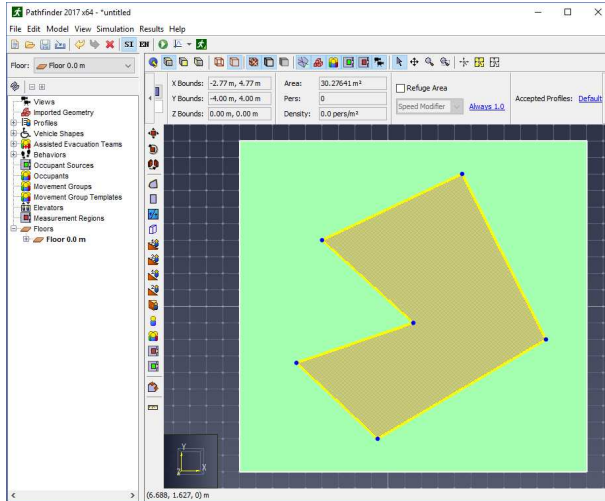 Pathfinder 2017 x64 - *untitled
File Edit Model View Simulation Results Help
SI EN
Floor: Floor 0.0 m
X Bounds: -2.77 m, 4.77 m Area: 30.27641 m² Refuge Area
Y Bounds: -4.00 m, 4.00 m Pers: 0 Speed Modifier Always 1.0 Accepted Profiles: Default
Z Bounds: 0.00 m, 0.00 m Density: 0.0 pers/m²
Views
Imported Geometry
Profiles
Vehicle Shapes
Assisted Evacuation Teams
Behaviors
Occupant Sources
Occupants
Movement Groups
Movement Group Templates
Elevators
Measurement Regions
Floors
Floor 0.0 m
Y
Z X
(6.688, 1.627, 0) m